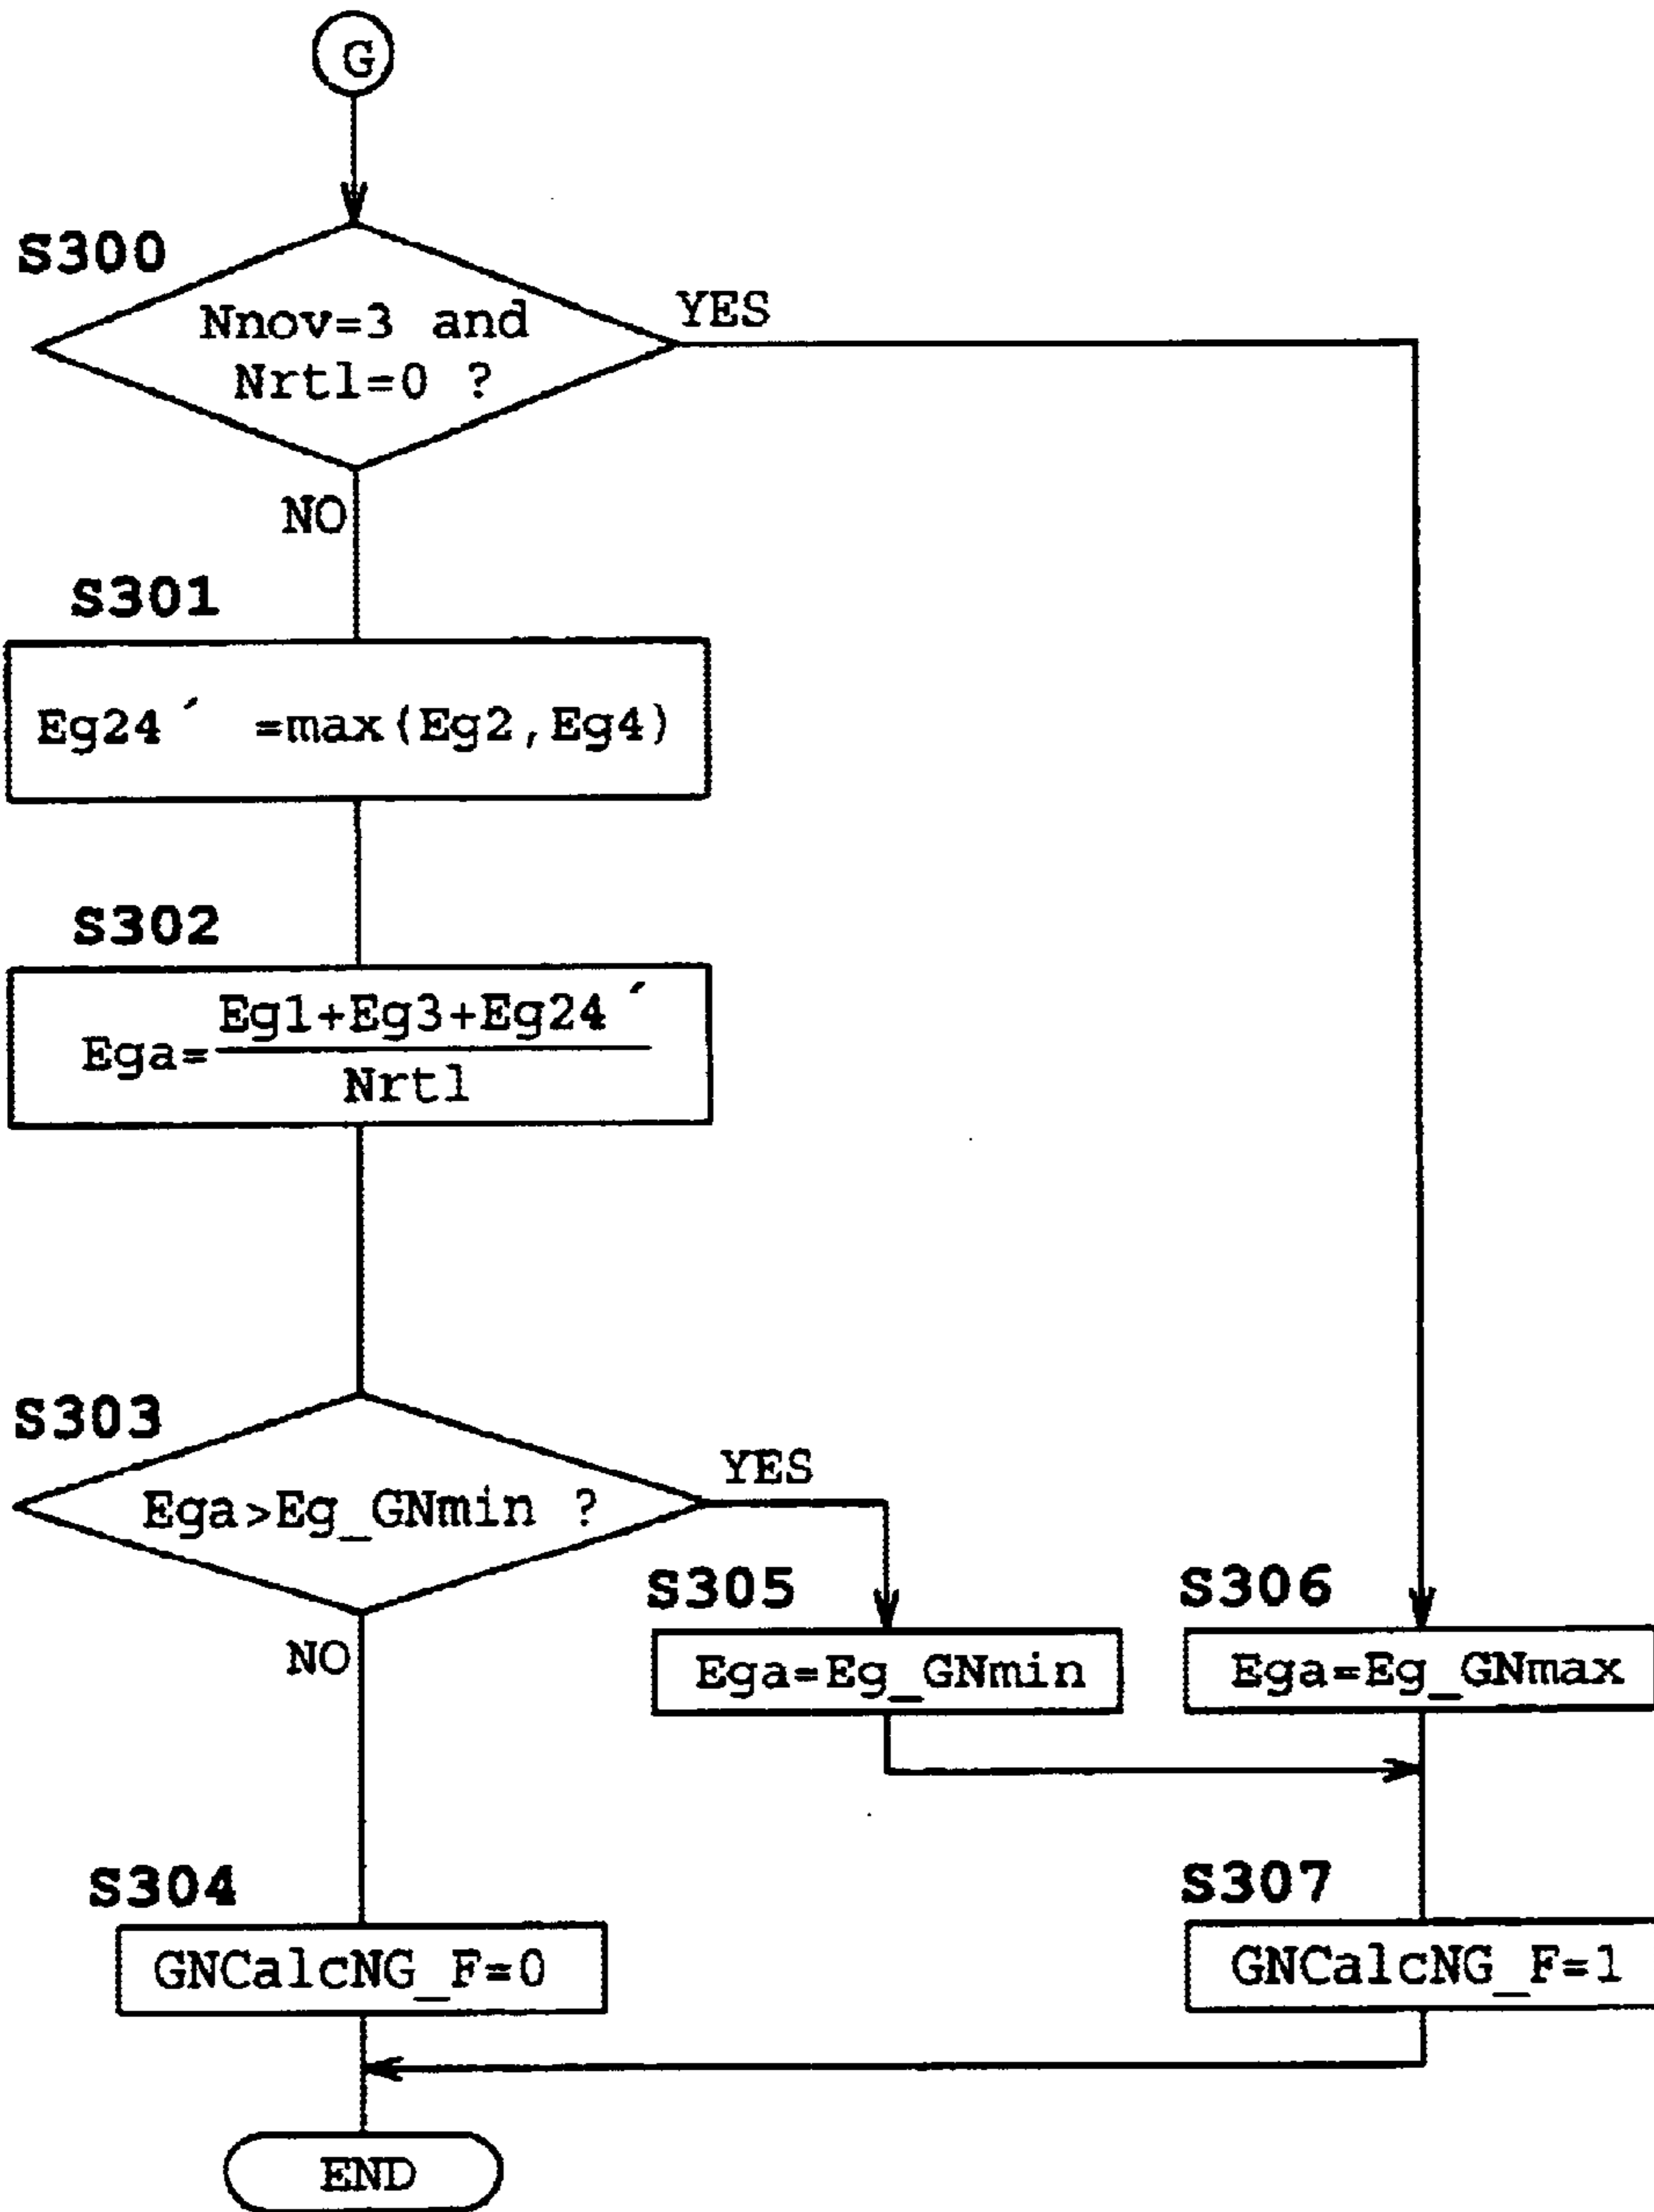 G
S300
Nnov=3 and
Nrtl=0 ?
YES
NO
S301
Eg24´ =max(Eg2,Eg4)
S302
Ega=
Eg1+Eg3+Eg24´
Nrtl
S303
Ega>Eg_GNmin ?
YES
NO
S305
Ega=Eg_GNmin
S306
Ega=Eg_GNmax
S304
GNCalcNG_F=0
S307
GNCalcNG_F=1
END